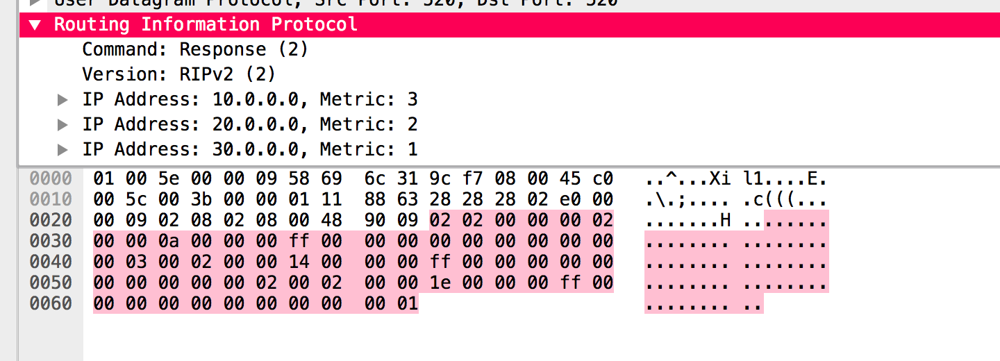 User Datagram Protocol, Src Port: 520, Dst Port: 520
Routing Information Protocol
Command: Response (2)
Version: RIPv2 (2)
IP Address: 10.0.0.0, Metric: 3
IP Address: 20.0.0.0, Metric: 2
IP Address: 30.0.0.0, Metric: 1
0000 01 00 5e 00 00 09 58 69 6c 31 9c f7 08 00 45 c0 ..^...Xi l1....E.
0010 00 5c 00 3b 00 00 01 11 88 63 28 28 28 02 e0 00 .\.;.... .c(((...
0020 00 09 02 08 02 08 00 48 90 09 02 02 00 00 00 02 .......H ........
0030 00 00 0a 00 00 00 ff 00 00 00 00 00 00 00 00 00 ........ ........
0040 00 03 00 02 00 00 14 00 00 00 ff 00 00 00 00 00 ........ ........
0050 00 00 00 00 00 02 00 02 00 00 1e 00 00 00 ff 00 ........ ........
0060 00 00 00 00 00 00 00 00 00 01 ........ ..